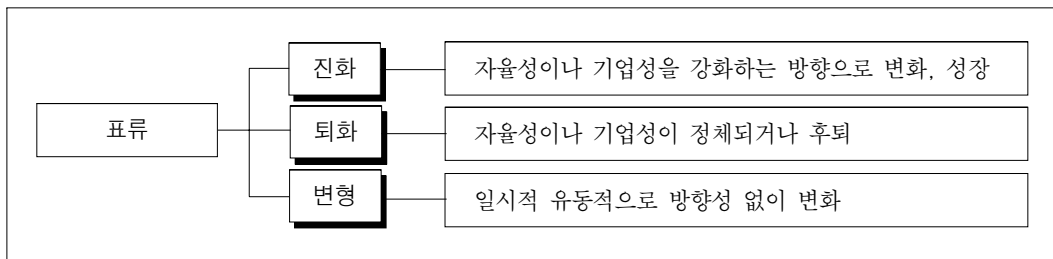 진화
자율성이나 기업성을 강화하는 방향으로 변화, 성장
표류
퇴화
자율성이나 기업성이 정체되거나 후퇴
변형
일시적 유동적으로 방향성 없이 변화